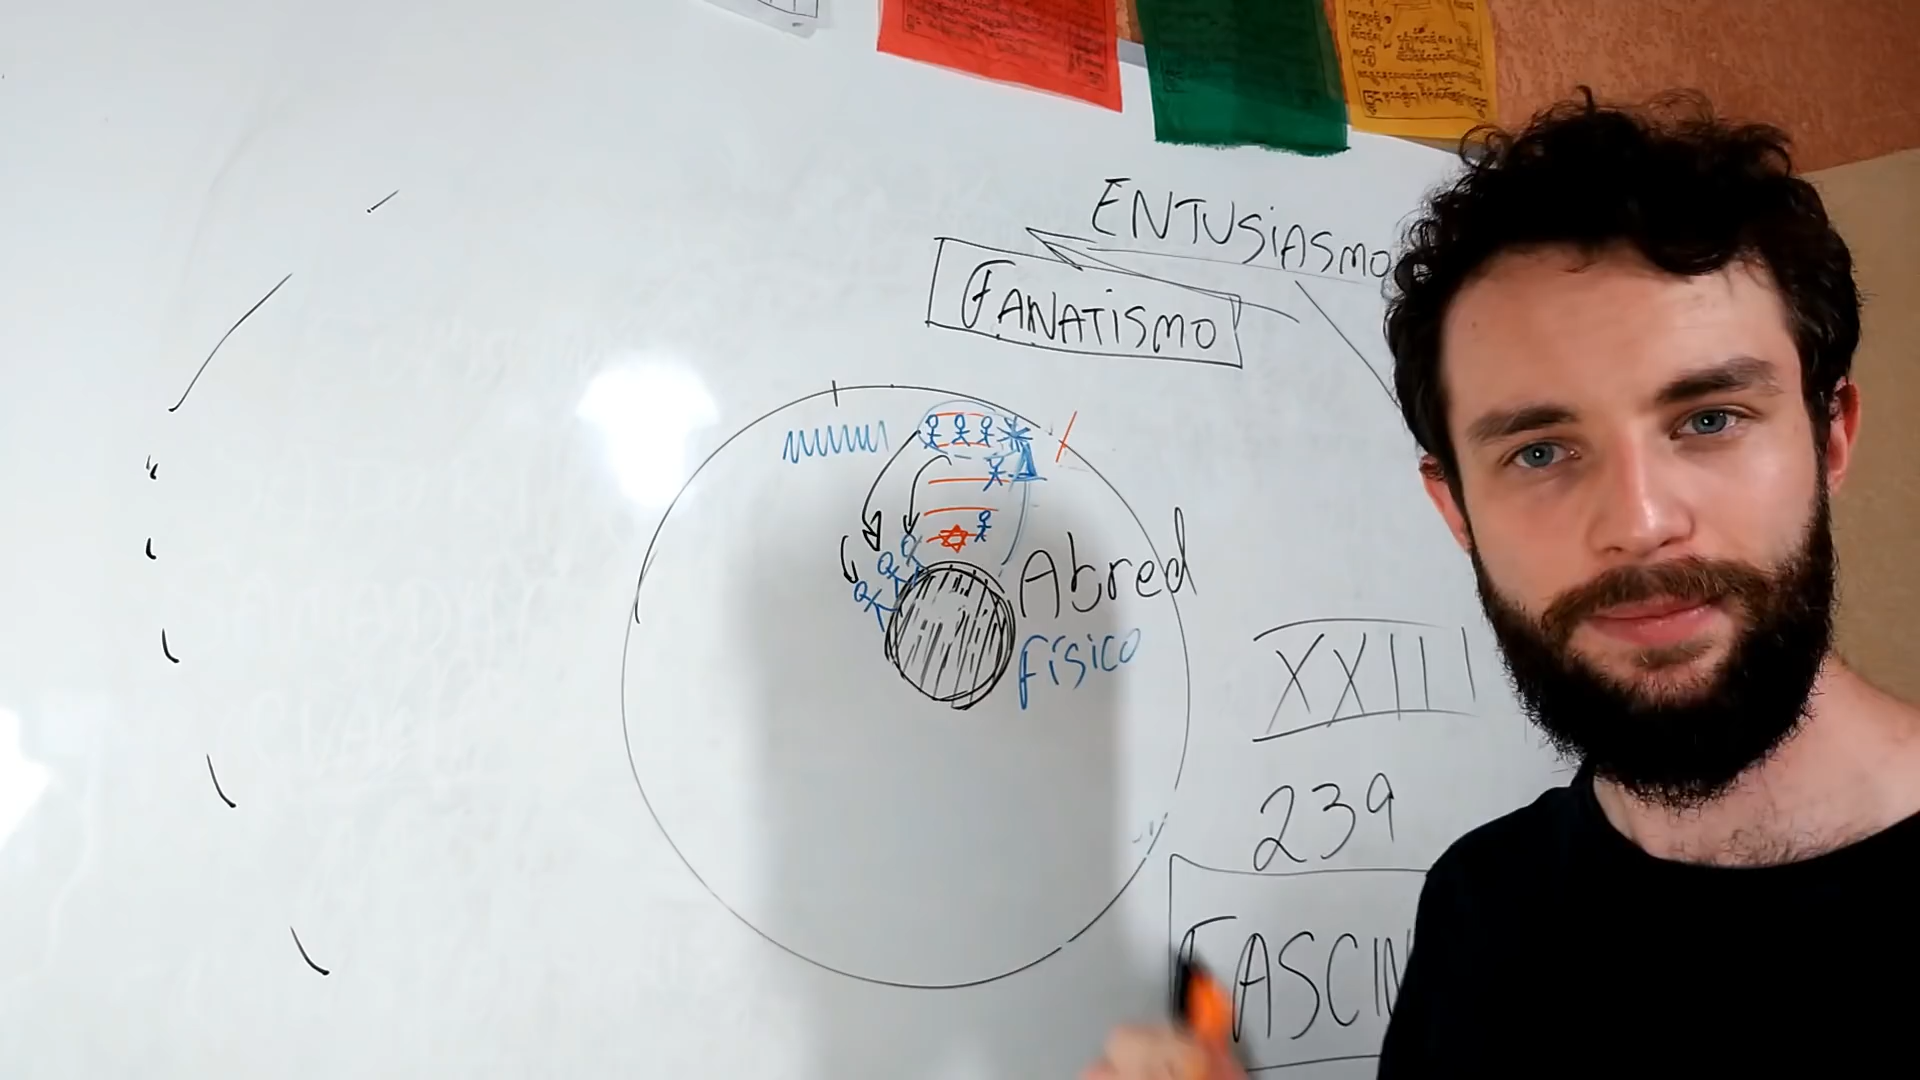 ENTUSIASMO
FANATISMO
Abred
físico
XXIII
239
FASCIN